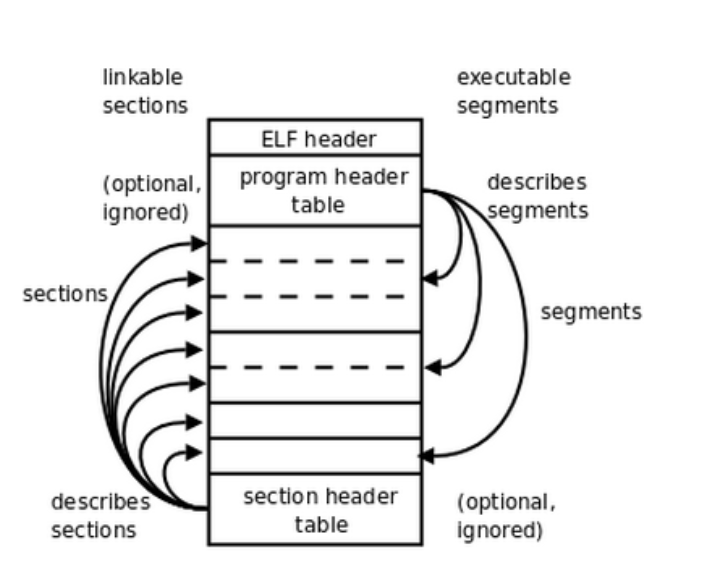 linkable
sections
executable
segments
ELF header
(optional,
ignored)
program header
table
describes
segments
sections
segments
describes
sections
section header
table
(optional,
ignored)